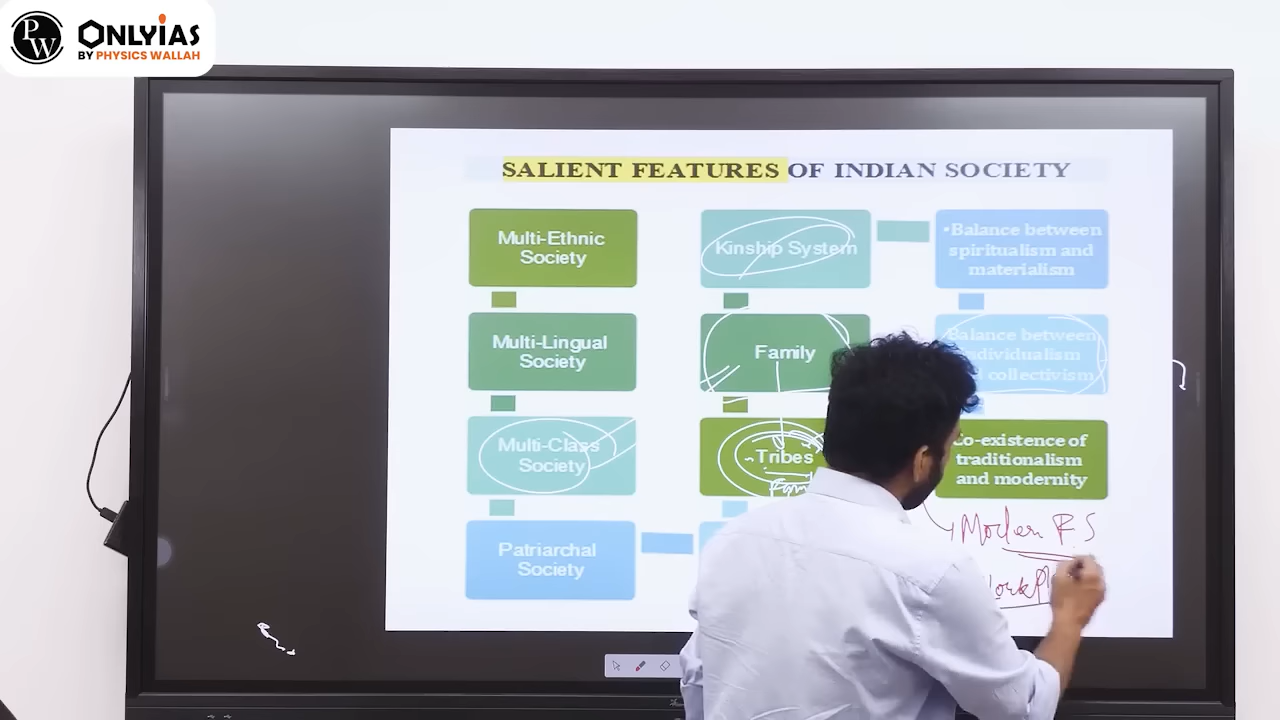 PW
ONLYIAS
BY PHYSICS WALLAH
SALIENT FEATURES OF INDIAN SOCIETY
Multi-Ethnic
Society
Multi-Lingual
Society
Multi-Class
Society
Patriarchal
Society
Kinship System
Family
Tribes
•Balance between
spiritualism and
materialism
Balance between
individualism
collectivism
Co-existence of
traditionalism
and modernity
Modern